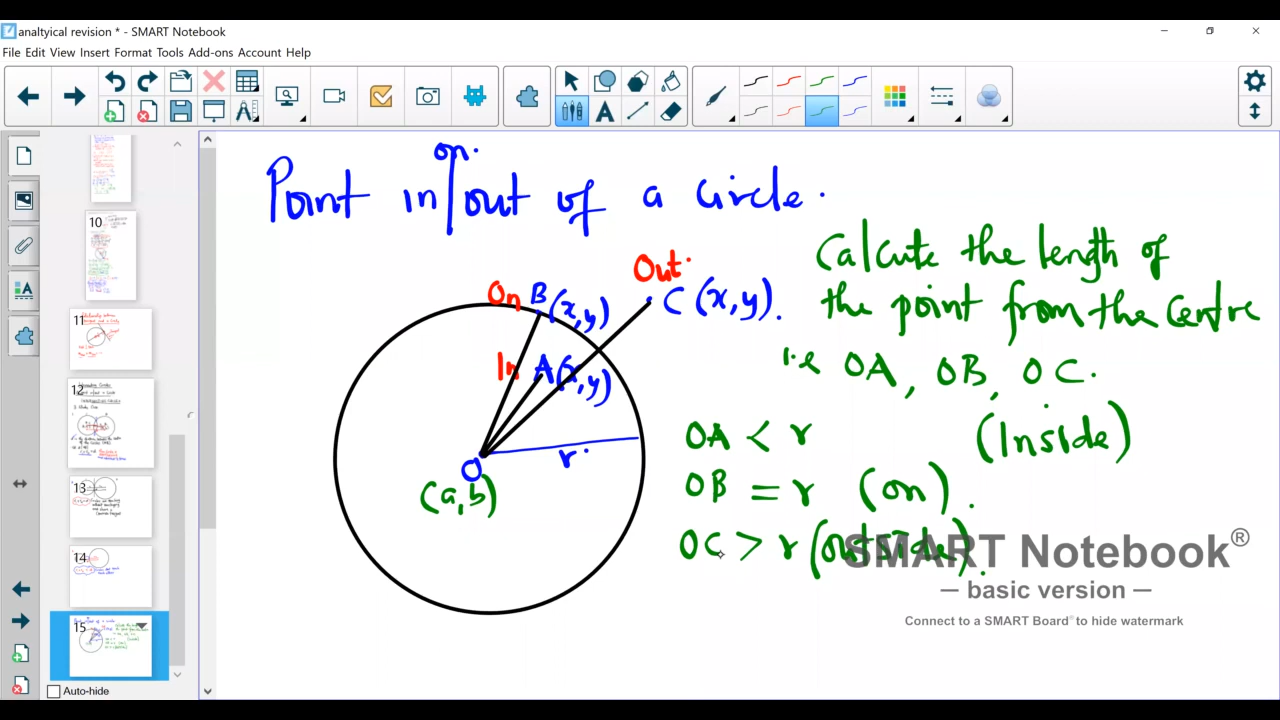 analtyical revision * - SMART Notebook
File Edit View Insert Format Tools Add-ons Account Help
on.
Point in/out of a circle.
Calcute the length of
the point from the centre
i.e OA, OB, OC.
Out.
On B (x,y)
C (x,y).
In A(x,y)
O
r.
(a,b)
OA < r (Inside)
OB = r (on).
OC > r (outside).
SMART Notebook®
— basic version —
Connect to a SMART Board® to hide watermark
10
11
12
13
14
15
Auto-hide